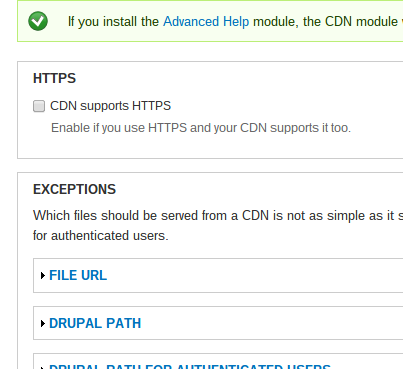 If you install the Advanced Help module, the CDN module
HTTPS
CDN supports HTTPS
Enable if you use HTTPS and your CDN supports it too.
EXCEPTIONS
Which files should be served from a CDN is not as simple as it
for authenticated users.
FILE URL
DRUPAL PATH
DRUPAL PATH FOR AUTHENTICATED USERS